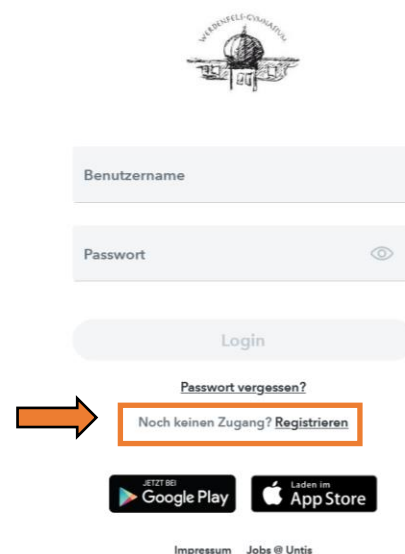 WERDENFELS-GYMNASIUM
Benutzername
Passwort
Login
Passwort vergessen?
Noch keinen Zugang? Registrieren
JETZT BEI
Google Play
Laden im
App Store
Impressum Jobs @ Untis